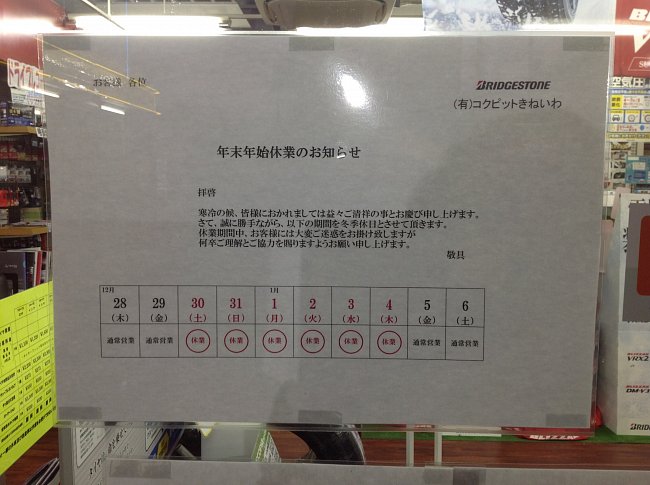 お客様 各位
BRIDGESTONE
(有)コクピットきねいわ
年末年始休業のお知らせ
拝啓
寒冷の候、皆様におかれましては益々ご清祥の事とお慶び申し上げます。
さて、誠に勝手ながら、以下の期間を冬季休日とさせて頂きます。
休業期間中、お客様には大変ご迷惑をお掛け致しますが
何卒ご理解とご協力を賜りますようお願い申し上げます。
敬具
12月 1月
28 29 30 31 1 2 3 4 5 6
(木) (金) (土) (日) (月) (火) (水) (木) (金) (土)
通常営業 通常営業 休業 休業 休業 休業 休業 休業 通常営業 通常営業
空気圧
VRX2
DM-V3
BLIZZAK
BRIDGESTONE